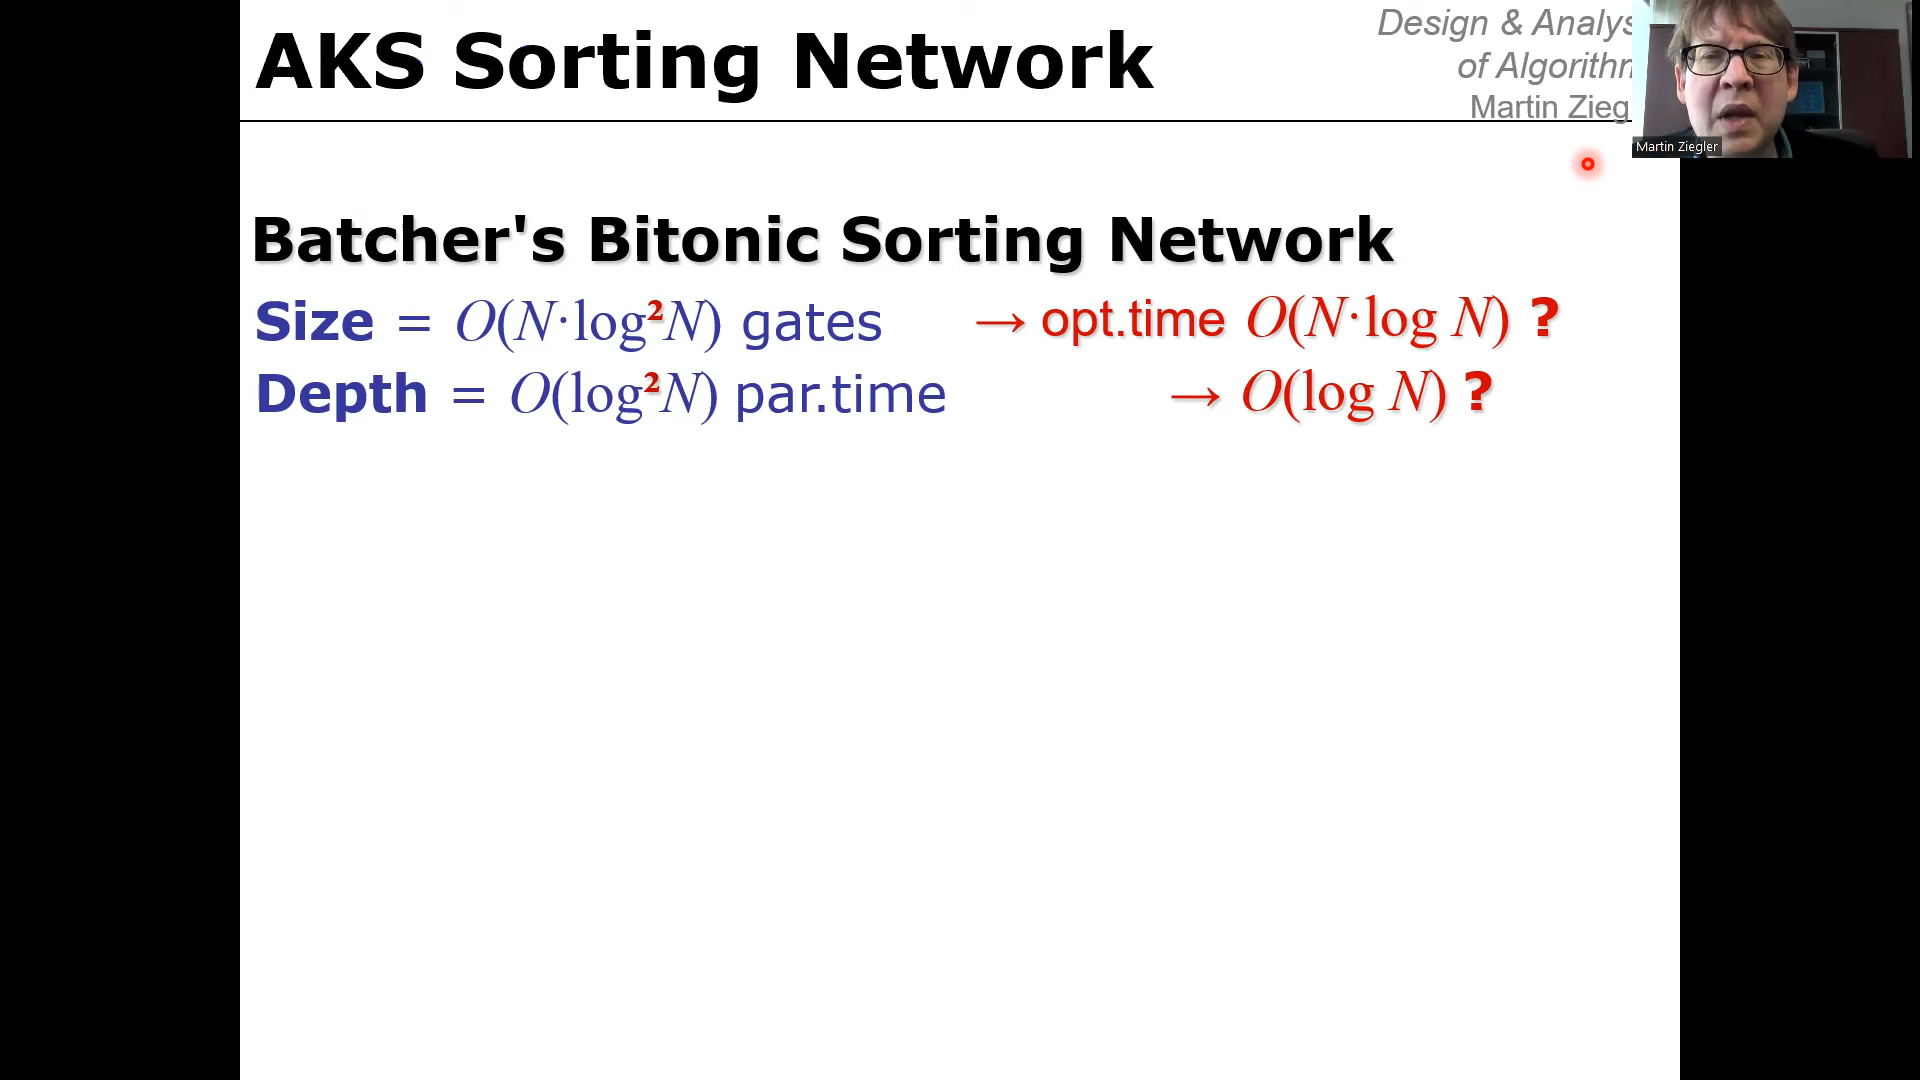 AKS Sorting Network
Design & Analys
of Algorithm
Martin Zieg
Martin Ziegler
Batcher's Bitonic Sorting Network
Size = O(N·log²N) gates → opt.time O(N·log N) ?
Depth = O(log²N) par.time → O(log N) ?